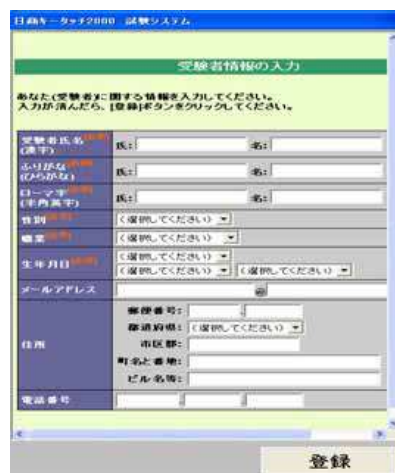 日商キータッチ2000 試験システム
受験者情報の入力
あなた(受験者)に関する情報を入力してください。
入力が済んだら、[登録]ボタンをクリックしてください。
受験者氏名
(漢字)
氏: 名:
ふりがな
(ひらがな)
氏: 名:
ローマ字
(半角英字)
氏: 名:
性別 (選択してください)
職業 (選択してください)
生年月日 (選択してください)
(選択してください) (選択してください)
メールアドレス @
住所
郵便番号:
都道府県: (選択してください)
市区郡:
町名と番地:
ビル名等:
電話番号
登録